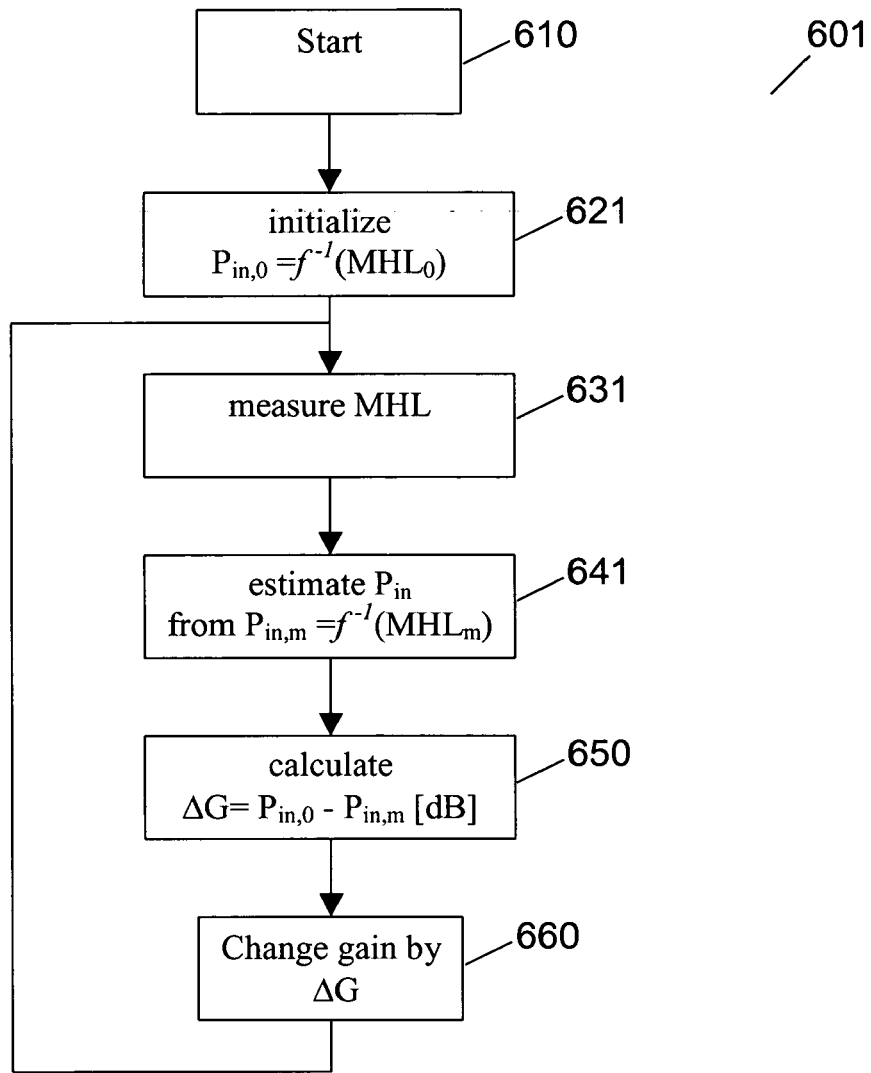 Start
610
601
initialize
P_in,0 =f^-1(MHL_0)
621
measure MHL
631
estimate P_in
from P_in,m =f^-1(MHL_m)
641
calculate
ΔG= P_in,0 - P_in,m [dB]
650
Change gain by
ΔG
660